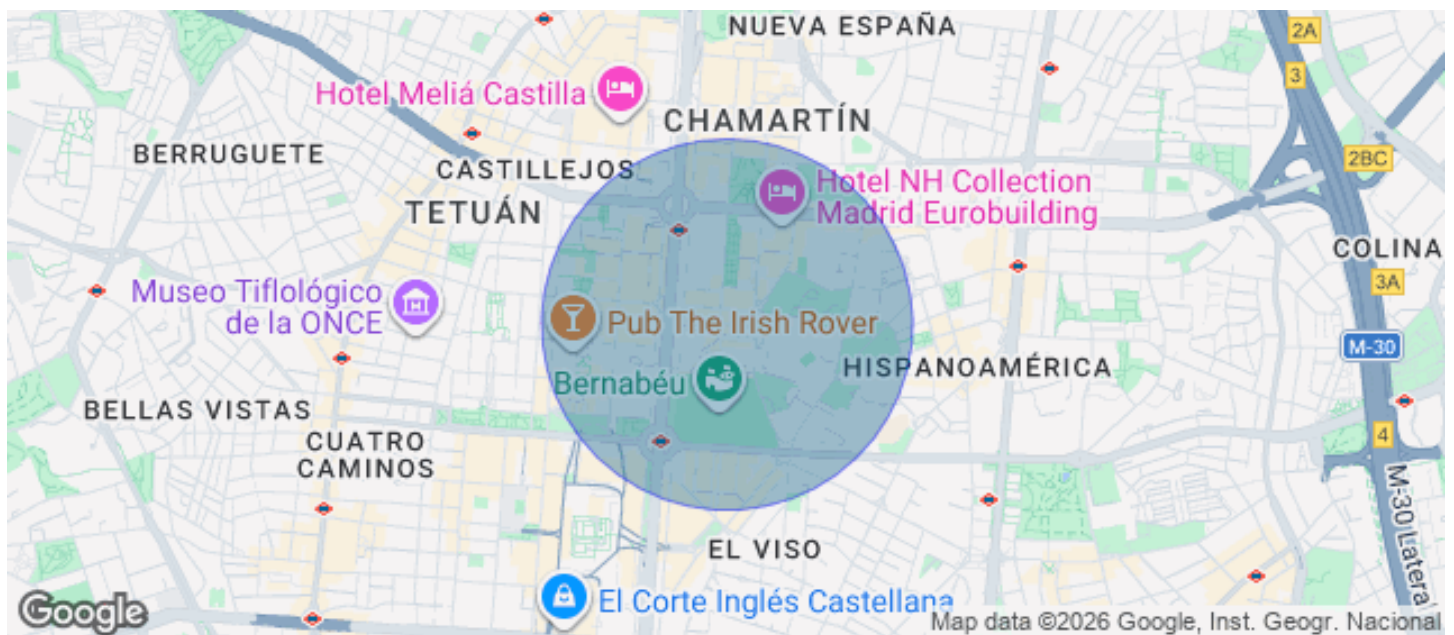 NUEVA ESPAÑA
2A
3
Hotel Meliá Castilla
CHAMARTÍN
BERRUGUETE
CASTILLEJOS
2BC
Hotel NH Collection
Madrid Eurobuilding
TETUÁN
COLINA
3A
Museo Tiflológico
de la ONCE
Pub The Irish Rover
M-30
HISPANOAMÉRICA
Bernabéu
BELLAS VISTAS
CUATRO
CAMINOS
4
M-30 Lateral
EL VISO
El Corte Inglés Castellana
Google
Map data ©2026 Google, Inst. Geogr. Nacional